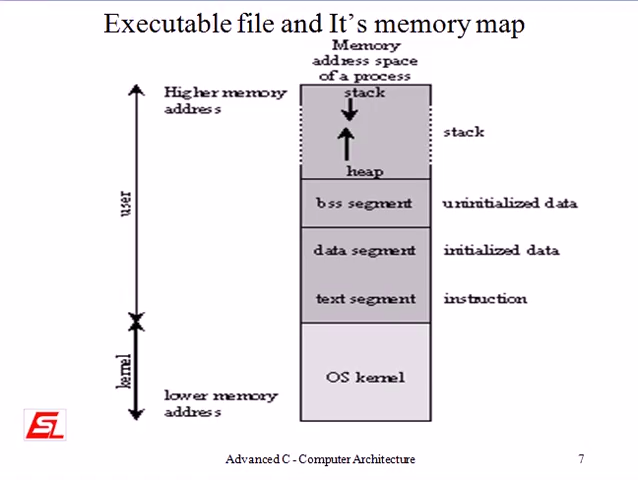 Executable file and It's memory map
Memory
address space
of a process
Higher memory
address
stack
stack
heap
bss segment
uninitialized data
user
data segment
initialized data
text segment
instruction
kernel
OS kernel
lower memory
address
ESL
Advanced C - Computer Architecture
7